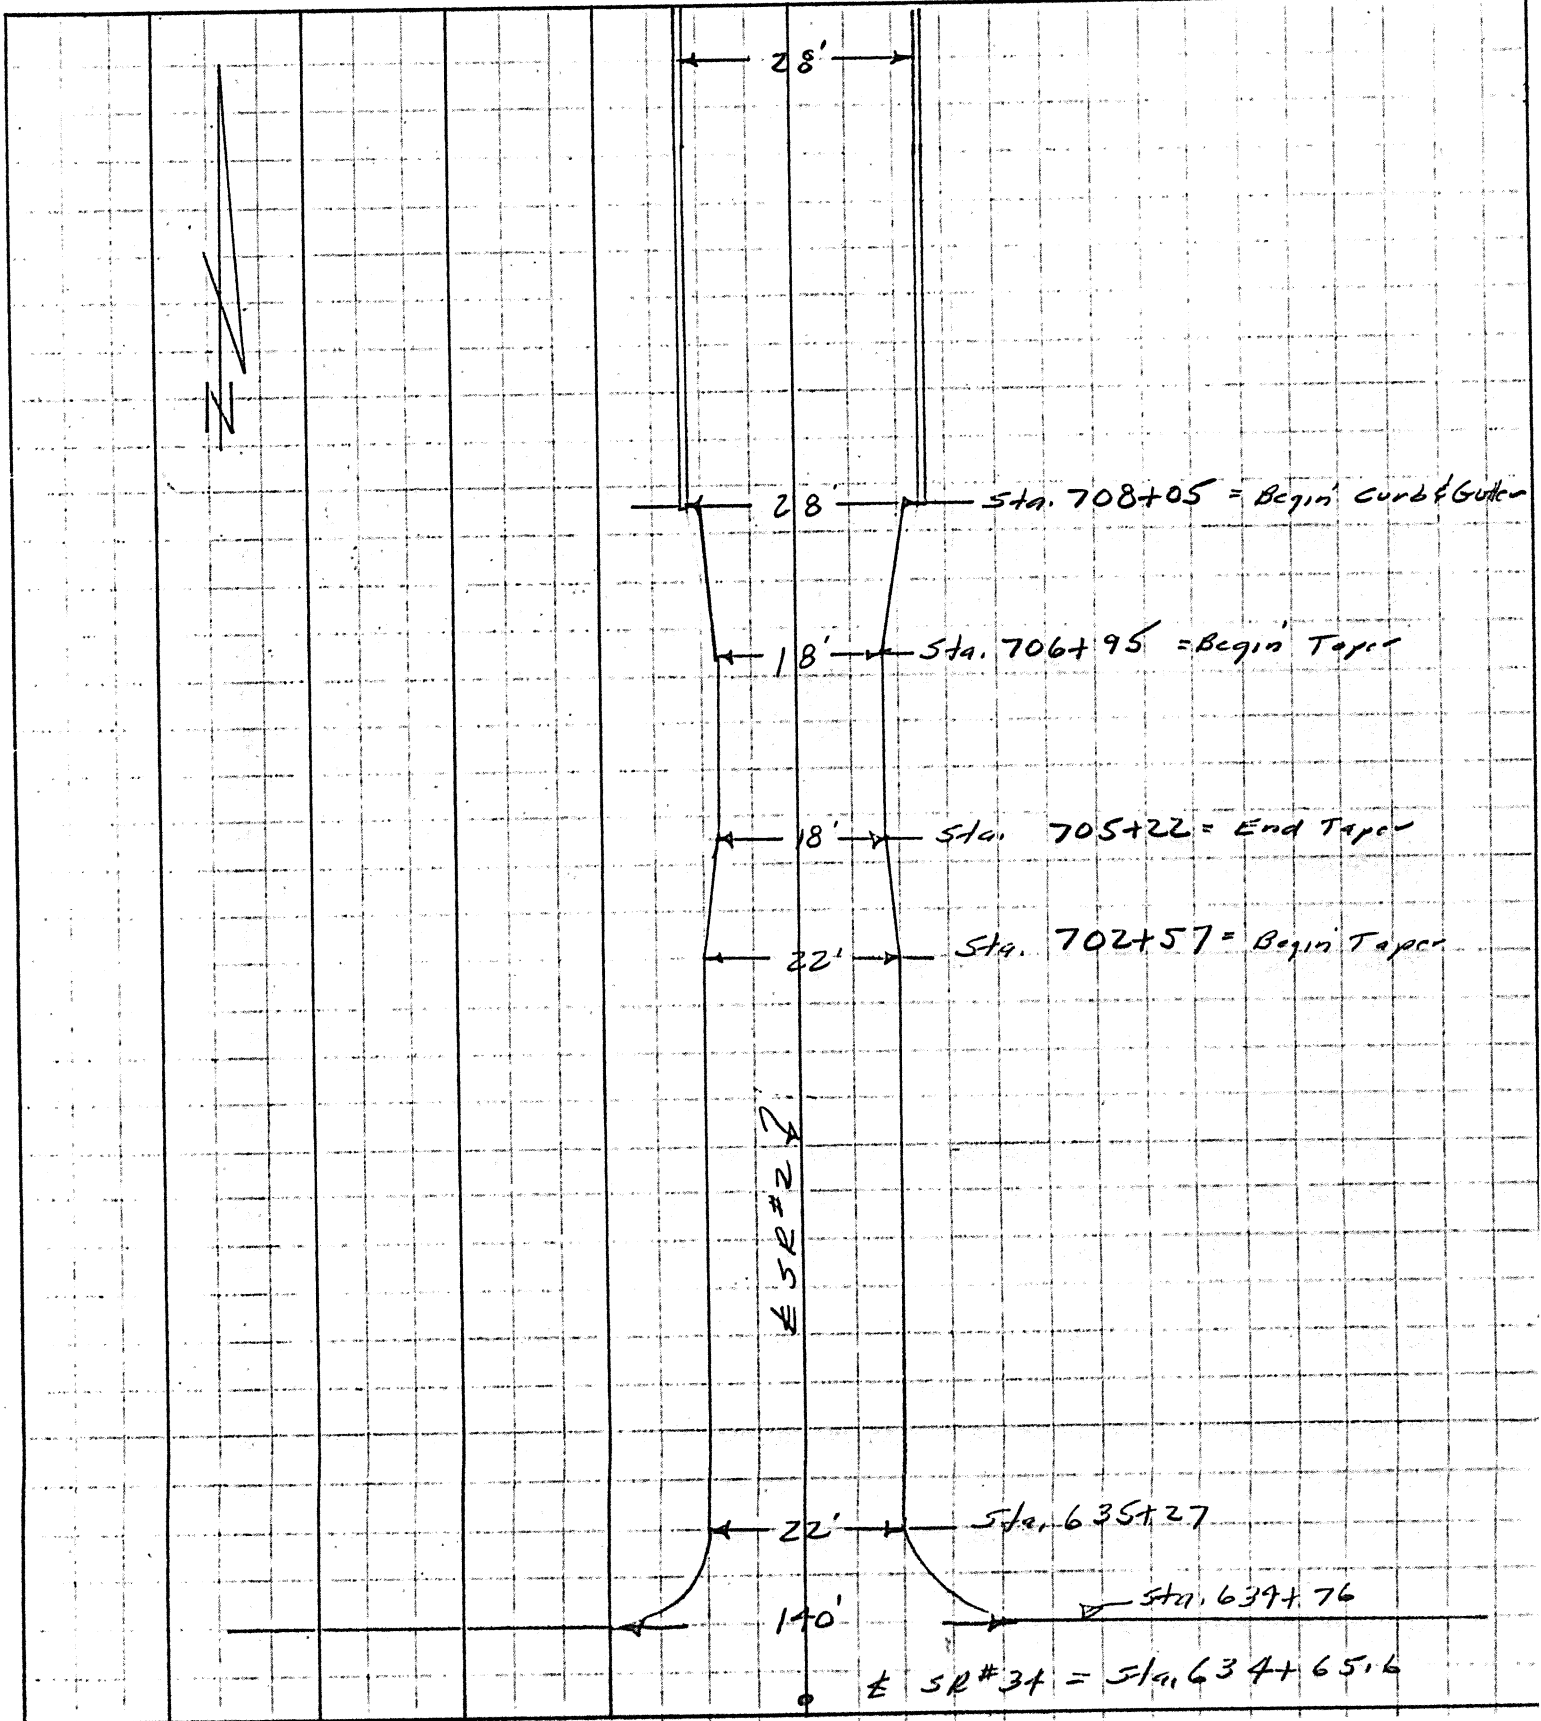 28'
N
28' Sta. 708+05 = Begin Curb & Gutter
18' Sta. 706+95 = Begin Taper
18' Sta. 705+22 = End Taper
22' Sta. 702+57 = Begin Taper
℄ SR #2
22' Sta. 635+27
140' Sta. 634+76
℄ SR #34 = Sta. 634+65.6